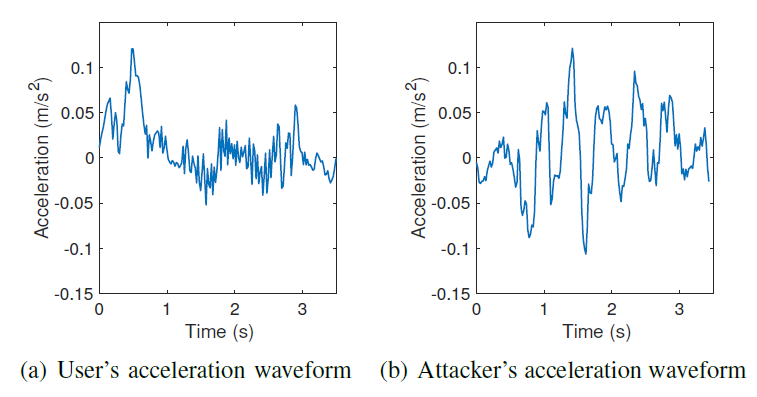 0.1
0.05
0
-0.05
-0.1
-0.15
0 1 2 3
Acceleration (m/s²)
Time (s)
(a) User's acceleration waveform
0.1
0.05
0
-0.05
-0.1
-0.15
0 1 2 3
Acceleration (m/s²)
Time (s)
(b) Attacker's acceleration waveform